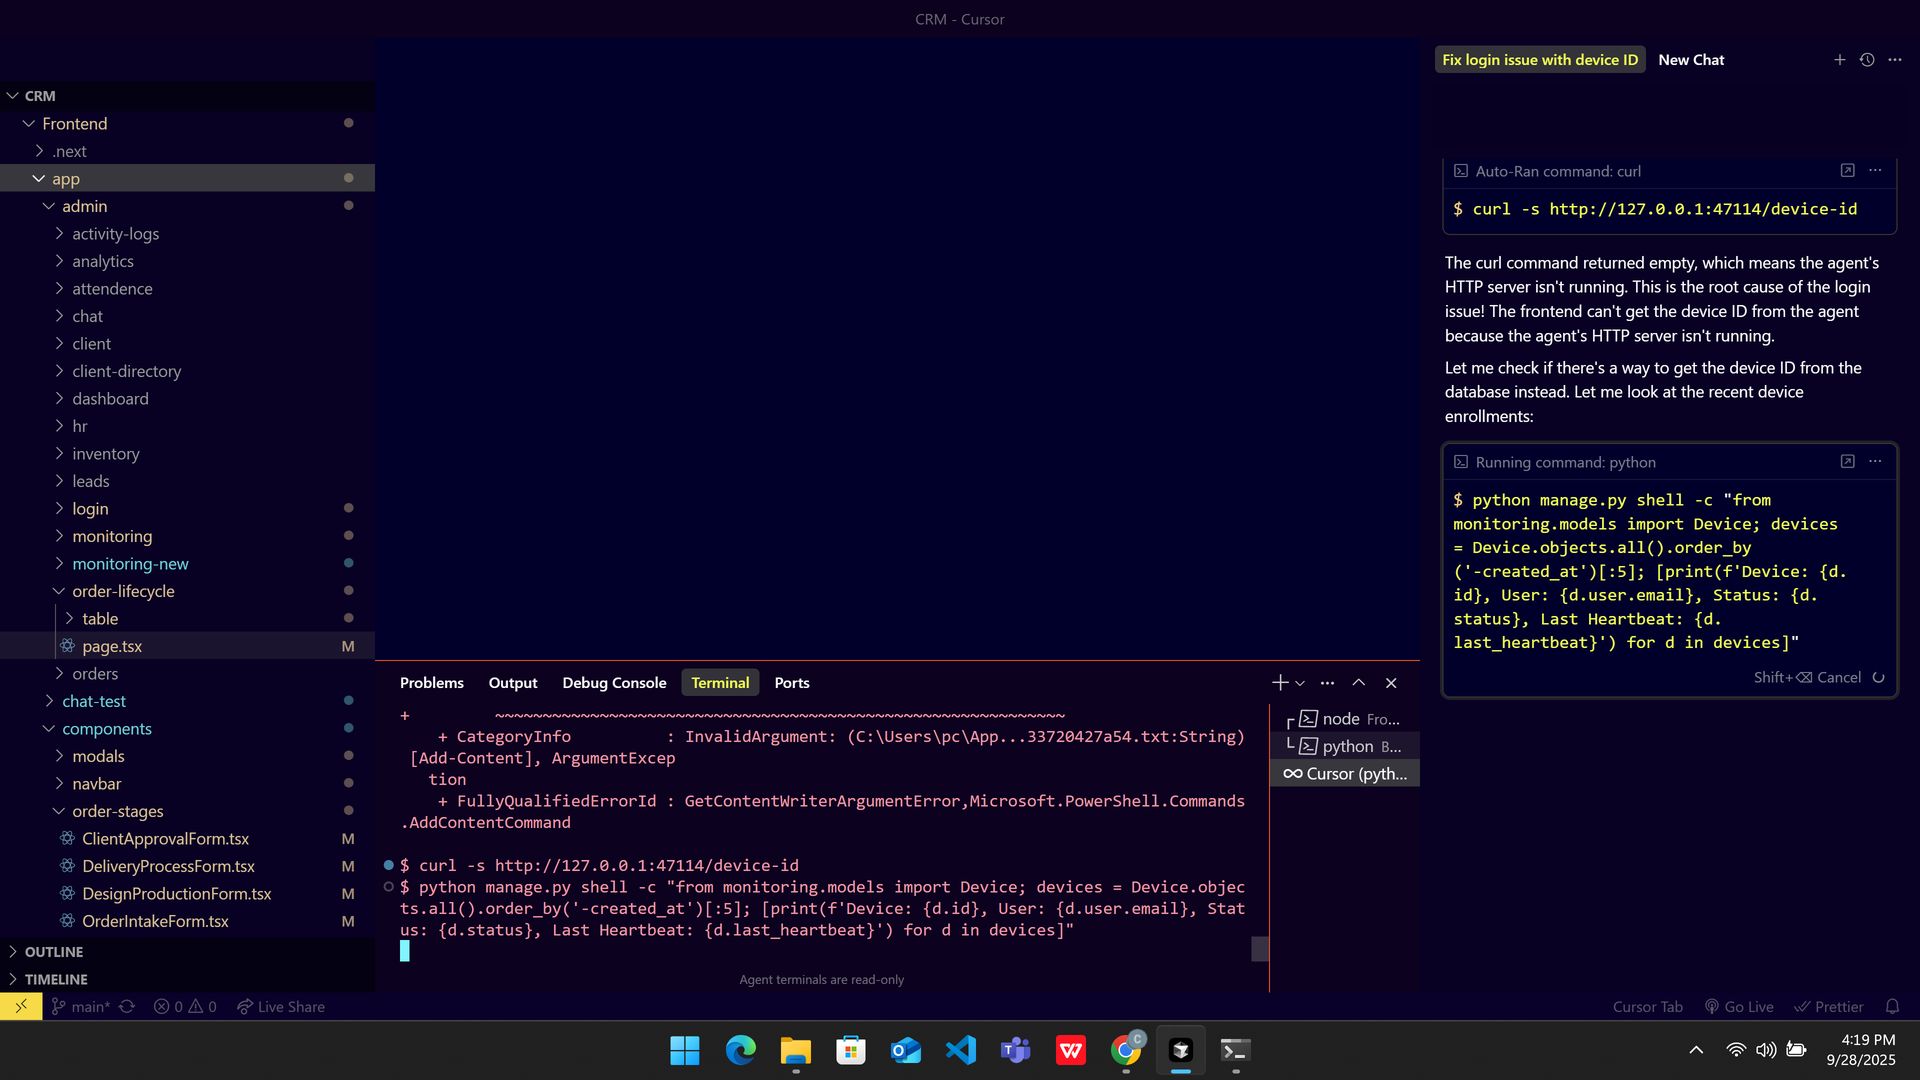 CRM - Cursor
CRM
Frontend
.next
app
admin
activity-logs
analytics
attendence
chat
client
client-directory
dashboard
hr
inventory
leads
login
monitoring
monitoring-new
order-lifecycle
table
page.tsx M
orders
chat-test
components
modals
navbar
order-stages
ClientApprovalForm.tsx M
DeliveryProcessForm.tsx M
DesignProductionForm.tsx M
OrderIntakeForm.tsx M
OUTLINE
TIMELINE
Problems Output Debug Console Terminal Ports
+ ~~~~~~~~~~~~~~~~~~~~~~~~~~~~~~~~~~~~~~~~~~~~~~~~~~~~~~~~~~~~
+ CategoryInfo : InvalidArgument: (C:\Users\pc\App...33720427a54.txt:String)
[Add-Content], ArgumentExcep
tion
+ FullyQualifiedErrorId : GetContentWriterArgumentError,Microsoft.PowerShell.Commands
.AddContentCommand
$ curl -s http://127.0.0.1:47114/device-id
$ python manage.py shell -c "from monitoring.models import Device; devices = Device.objec
ts.all().order_by('-created_at')[:5]; [print(f'Device: {d.id}, User: {d.user.email}, Stat
us: {d.status}, Last Heartbeat: {d.last_heartbeat}') for d in devices]"
Agent terminals are read-only
node Fro...
python B...
Cursor (pyth...
Fix login issue with device ID New Chat
Auto-Ran command: curl
$ curl -s http://127.0.0.1:47114/device-id
The curl command returned empty, which means the agent's
HTTP server isn't running. This is the root cause of the login
issue! The frontend can't get the device ID from the agent
because the agent's HTTP server isn't running.
Let me check if there's a way to get the device ID from the
database instead. Let me look at the recent device
enrollments:
Running command: python
$ python manage.py shell -c "from
monitoring.models import Device; devices
= Device.objects.all().order_by
('-created_at')[:5]; [print(f'Device: {d.
id}, User: {d.user.email}, Status: {d.
status}, Last Heartbeat: {d.
last_heartbeat}') for d in devices]"
Shift+⌫ Cancel
main* 0 0 Live Share
Cursor Tab Go Live Prettier
C
4:19 PM
9/28/2025